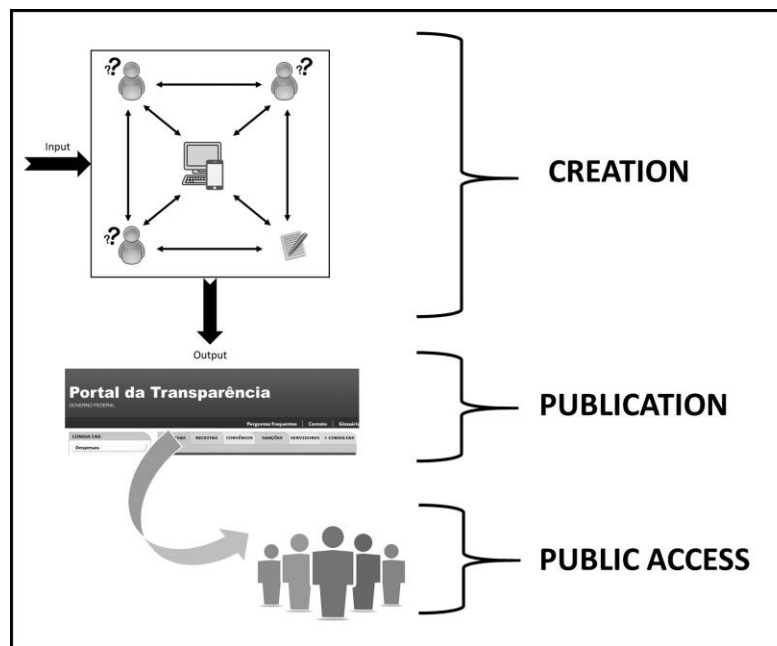 ??
??
Input
CREATION
??
Output
Portal da Transparência
GOVERNO FEDERAL
PUBLICATION
Perguntas Frequentes | Contato | Glossário
CONSULTAS
RECEITAS CONVÊNIOS SANÇÕES SERVIDORES + CONSULTAS
Despesas
PUBLIC ACCESS